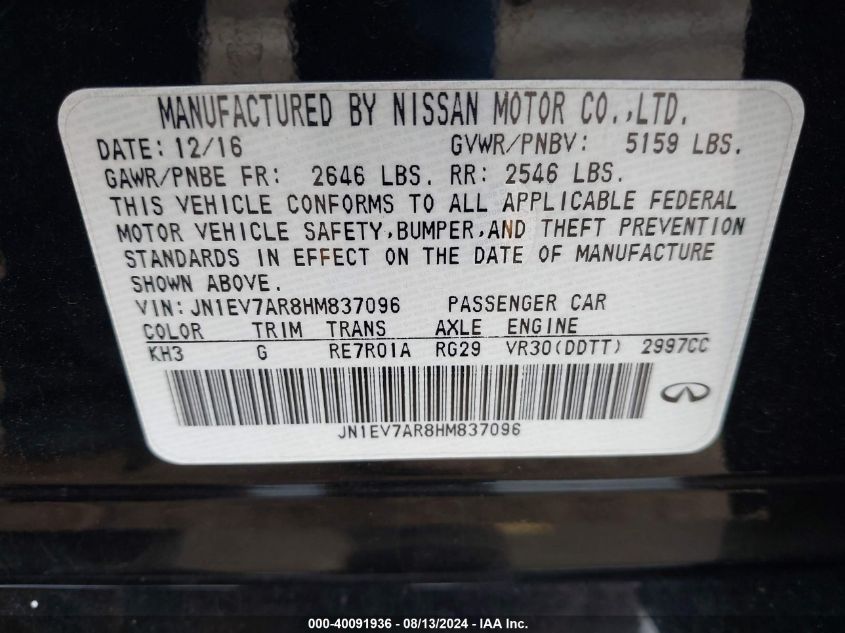 MANUFACTURED BY NISSAN MOTOR CO.,LTD.
DATE: 12/16 GVWR/PNBV: 5159 LBS.
GAWR/PNBE FR: 2646 LBS. RR: 2546 LBS.
THIS VEHICLE CONFORMS TO ALL APPLICABLE FEDERAL
MOTOR VEHICLE SAFETY,BUMPER,AND THEFT PREVENTION
STANDARDS IN EFFECT ON THE DATE OF MANUFACTURE
SHOWN ABOVE.
VIN:JN1EV7AR8HM837096 PASSENGER CAR
COLOR TRIM TRANS AXLE ENGINE
KH3 G RE7R01A RG29 VR30(DDTT) 2997CC
JN1EV7AR8HM837096
000-40091936 - 08/13/2024 - IAA Inc.